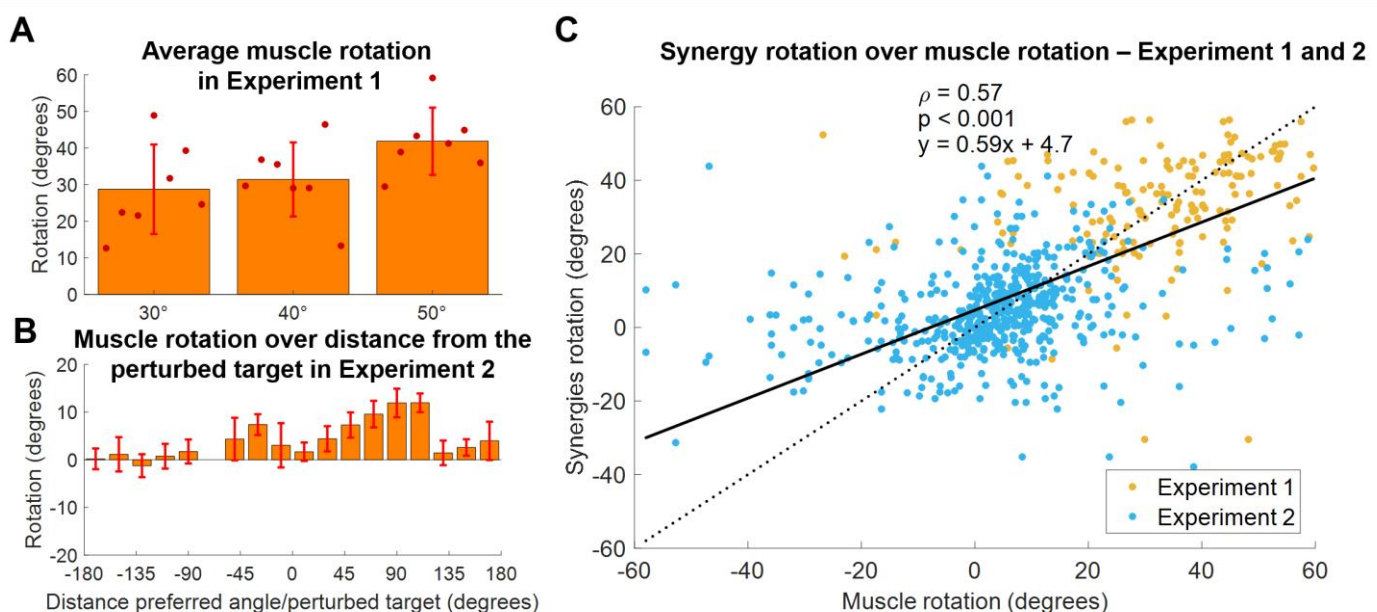 A
Average muscle rotation
in Experiment 1
Rotation (degrees)
60
50
40
30
20
10
0
30°
40°
50°
B
Muscle rotation over distance from the
perturbed target in Experiment 2
Rotation (degrees)
20
10
0
-10
-20
-180
-135
-90
-45
0
45
90
135
180
Distance preferred angle/perturbed target (degrees)
C
Synergy rotation over muscle rotation – Experiment 1 and 2
ρ = 0.57
p < 0.001
y = 0.59x + 4.7
Synergies rotation (degrees)
60
40
20
0
-20
-40
-60
Experiment 1
Experiment 2
-60
-40
-20
0
20
40
60
Muscle rotation (degrees)